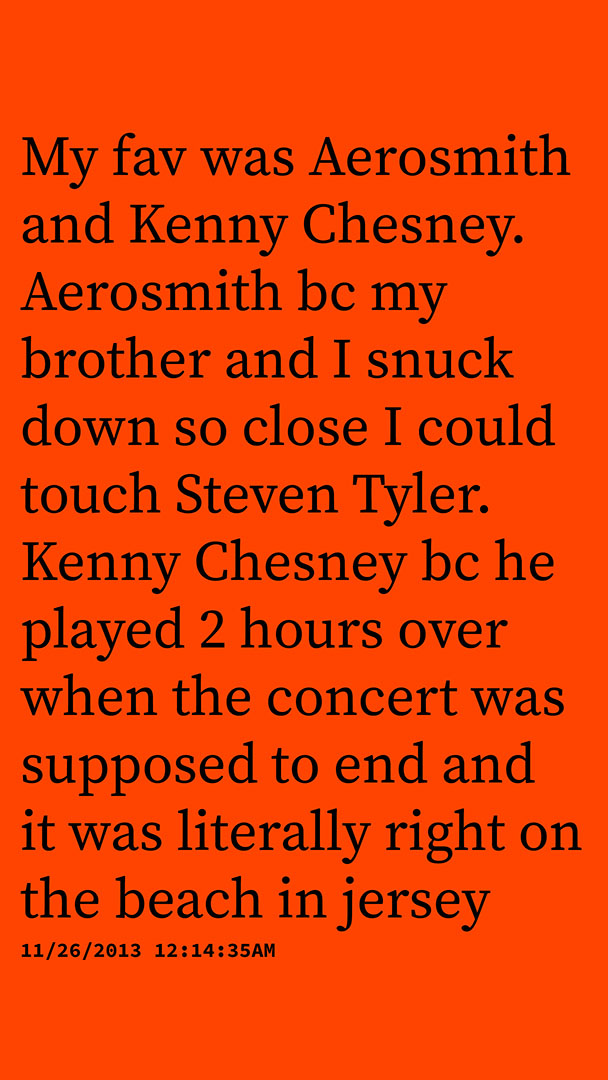 My fav was Aerosmith
and Kenny Chesney.
Aerosmith bc my
brother and I snuck
down so close I could
touch Steven Tyler.
Kenny Chesney bc he
played 2 hours over
when the concert was
supposed to end and
it was literally right on
the beach in jersey
11/26/2013 12:14:35AM